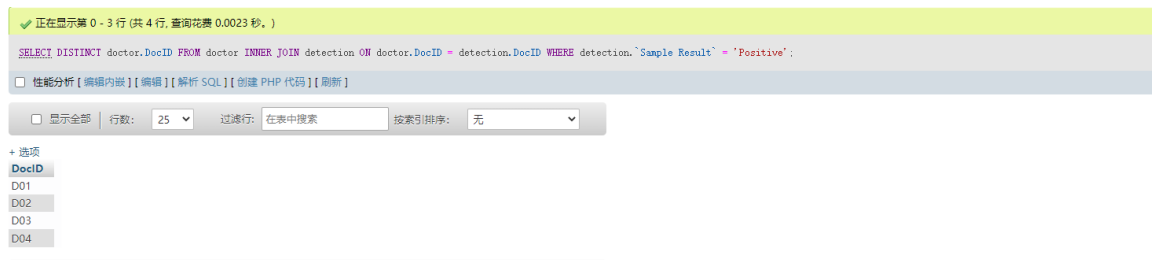 正在显示第 0 - 3 行 (共 4 行, 查询花费 0.0023 秒。)
SELECT DISTINCT doctor.DocID FROM doctor INNER JOIN detection ON doctor.DocID = detection.DocID WHERE detection.`Sample Result` = 'Positive';
性能分析 [ 编辑内嵌 ] [ 编辑 ] [ 解析 SQL ] [ 创建 PHP 代码 ] [ 刷新 ]
显示全部 行数: 25 过滤行: 在表中搜索 按索引排序: 无
+ 选项
DocID
D01
D02
D03
D04